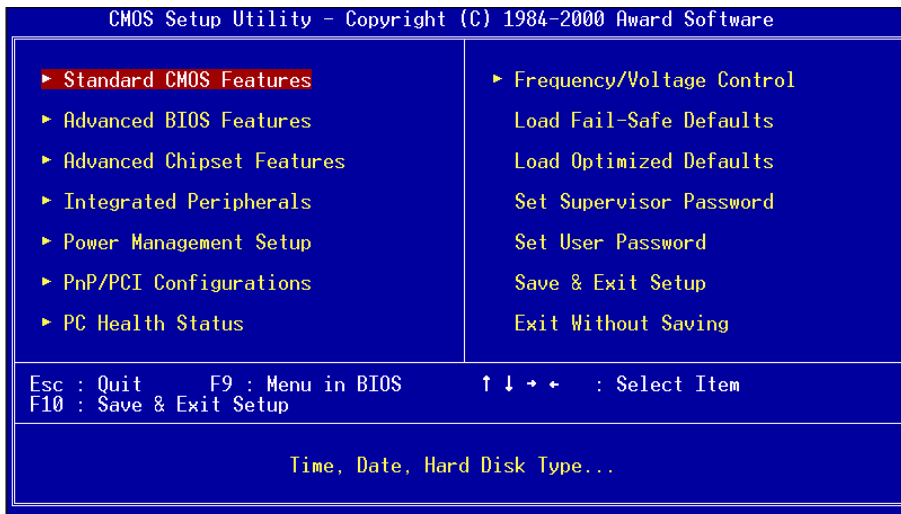 CMOS Setup Utility - Copyright (C) 1984-2000 Award Software
▶ Standard CMOS Features
▶ Advanced BIOS Features
▶ Advanced Chipset Features
▶ Integrated Peripherals
▶ Power Management Setup
▶ PnP/PCI Configurations
▶ PC Health Status
▶ Frequency/Voltage Control
Load Fail-Safe Defaults
Load Optimized Defaults
Set Supervisor Password
Set User Password
Save & Exit Setup
Exit Without Saving
Esc : Quit F9 : Menu in BIOS ↑ ↓ → ← : Select Item
F10 : Save & Exit Setup
Time, Date, Hard Disk Type...